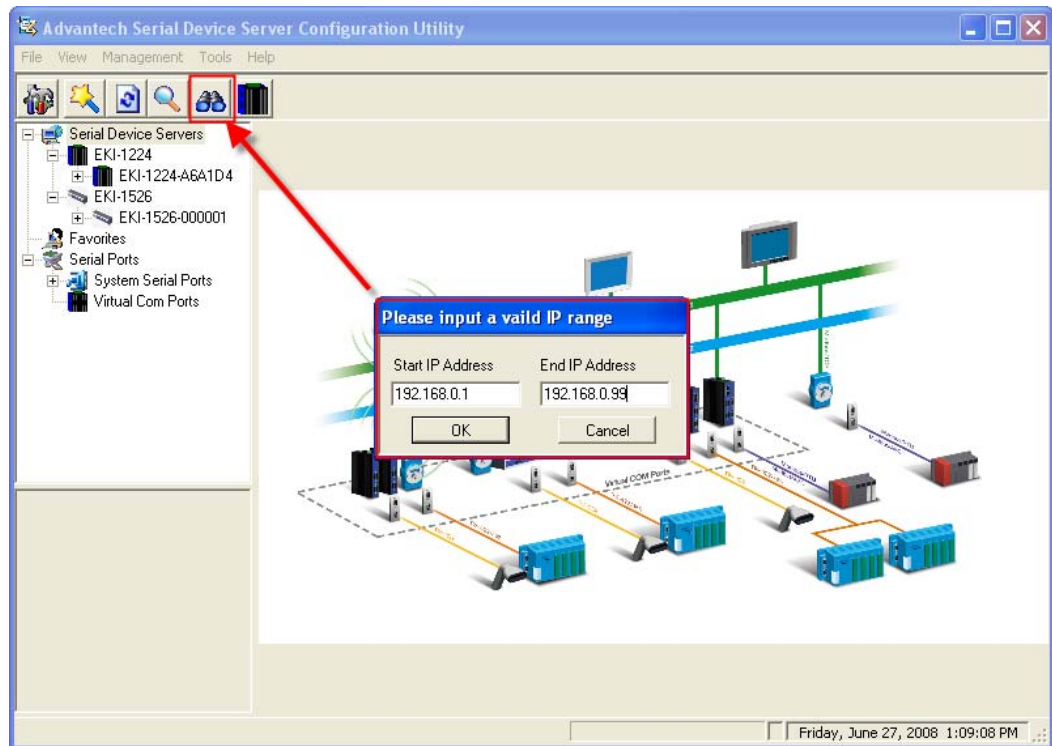 Advantech Serial Device Server Configuration Utility
File View Management Tools Help
Serial Device Servers
EKI-1224
EKI-1224-A6A1D4
EKI-1526
EKI-1526-000001
Favorites
Serial Ports
System Serial Ports
Virtual Com Ports
Please input a vaild IP range
Start IP Address End IP Address
192.168.0.1 192.168.0.99
OK Cancel
Virtual COM Ports
Friday, June 27, 2008 1:09:08 PM